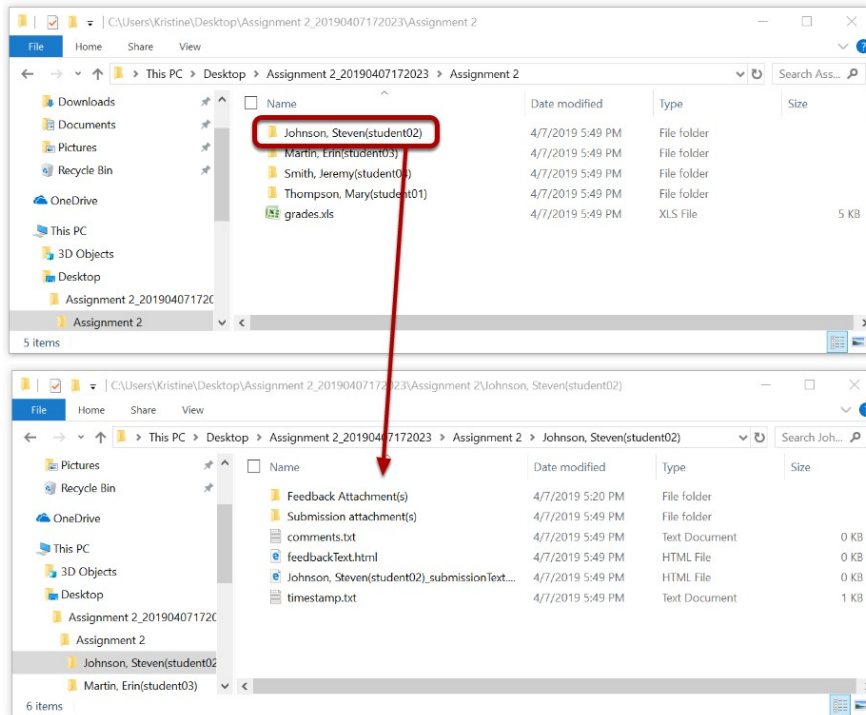 C:\Users\Kristine\Desktop\Assignment 2_20190407172023\Assignment 2
File Home Share View
This PC > Desktop > Assignment 2_20190407172023 > Assignment 2 Search Ass...
Name Date modified Type Size
Downloads
Documents
Pictures
Recycle Bin
OneDrive
This PC
3D Objects
Desktop
Assignment 2_201904071720
Assignment 2
Johnson, Steven(student02) 4/7/2019 5:49 PM File folder
Martin, Erin(student03) 4/7/2019 5:49 PM File folder
Smith, Jeremy(student04) 4/7/2019 5:49 PM File folder
Thompson, Mary(student01) 4/7/2019 5:49 PM File folder
grades.xls 4/7/2019 5:49 PM XLS File 5 KB
5 items
C:\Users\Kristine\Desktop\Assignment 2_20190407172023\Assignment 2\Johnson, Steven(student02)
File Home Share View
This PC > Desktop > Assignment 2_20190407172023 > Assignment 2 > Johnson, Steven(student02) Search Joh...
Name Date modified Type Size
Pictures
Recycle Bin
OneDrive
This PC
3D Objects
Desktop
Assignment 2_201904071720
Assignment 2
Johnson, Steven(student02
Martin, Erin(student03)
Feedback Attachment(s) 4/7/2019 5:20 PM File folder
Submission attachment(s) 4/7/2019 5:49 PM File folder
comments.txt 4/7/2019 5:49 PM Text Document 0 KB
feedbackText.html 4/7/2019 5:49 PM HTML File 0 KB
Johnson, Steven(student02)_submissionText.... 4/7/2019 5:49 PM HTML File 0 KB
timestamp.txt 4/7/2019 5:49 PM Text Document 1 KB
6 items